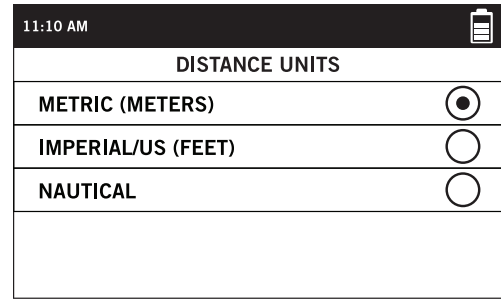 11:10 AM
DISTANCE UNITS
METRIC (METERS)
IMPERIAL/US (FEET)
NAUTICAL